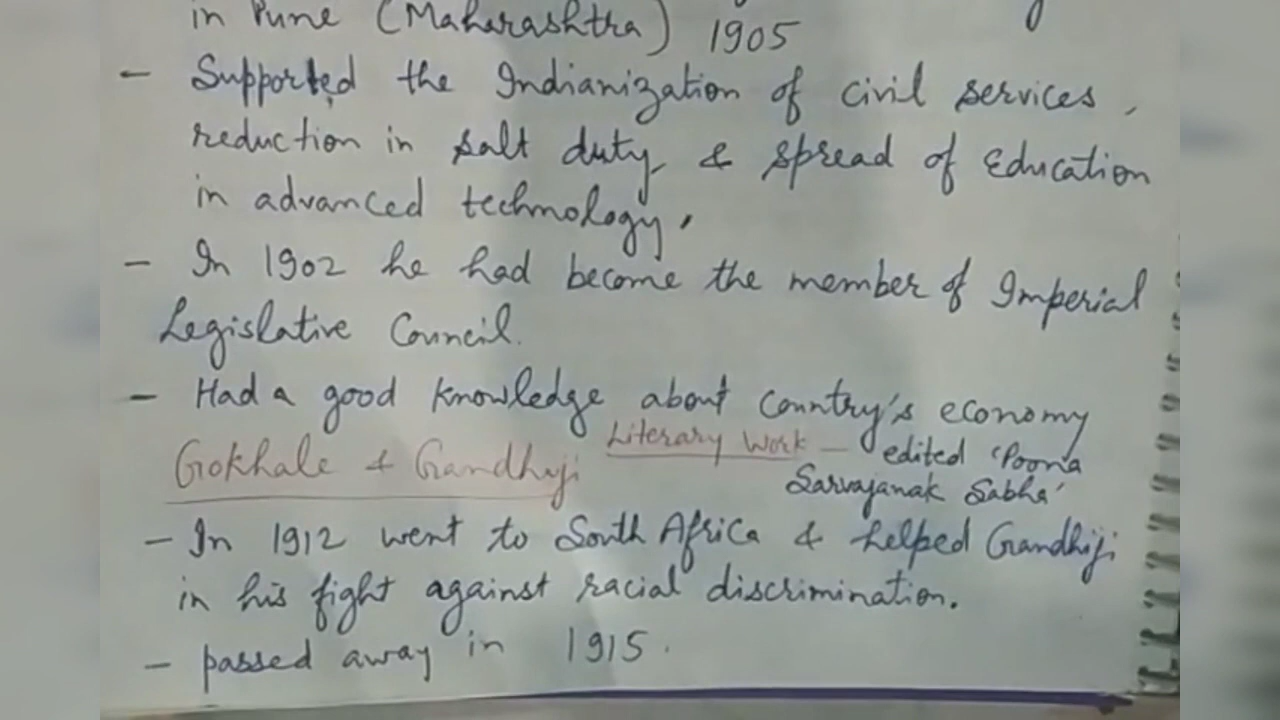 in Pune (Maharashtra) 1905
- Supported the Indianization of civil services,
reduction in salt duty & spread of Education
in advanced technology.
- In 1902 he had become the member of Imperial
Legislative Council.
- Had a good knowledge about country's economy
Gokhale & Gandhiji
Literary Work - edited 'Poona
Sarvajanak Sabha'
- In 1912 went to South Africa & helped Gandhiji
in his fight against racial discrimination.
- passed away in 1915.